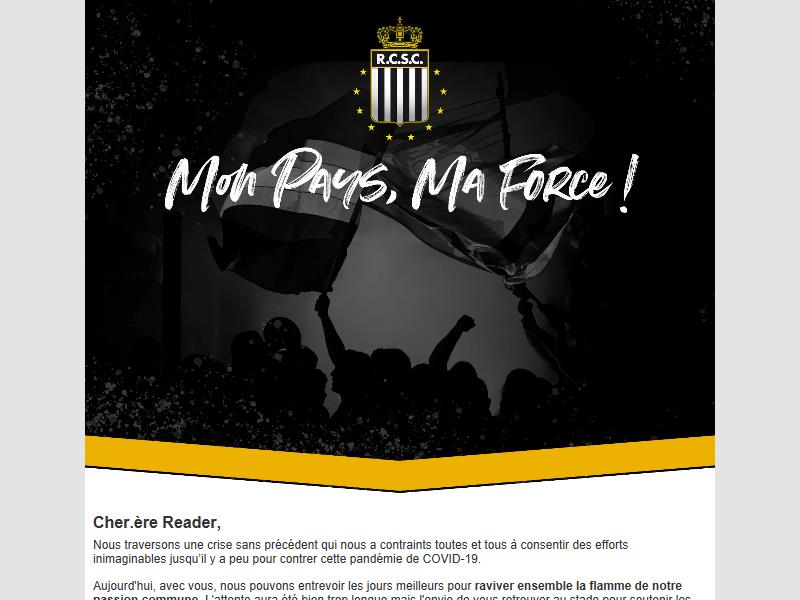 R.C.S.C.
Mon Pays, Ma Force !
Cher.ère Reader,
Nous traversons une crise sans précédent qui nous a contraints toutes et tous à consentir des efforts
inimaginables jusqu'il y a peu pour contrer cette pandémie de COVID-19.
Aujourd'hui, avec vous, nous pouvons entrevoir les jours meilleurs pour raviver ensemble la flamme de notre
passion commune. L'attente aura été bien trop longue mais l'envie de vous retrouver au stade pour soutenir les